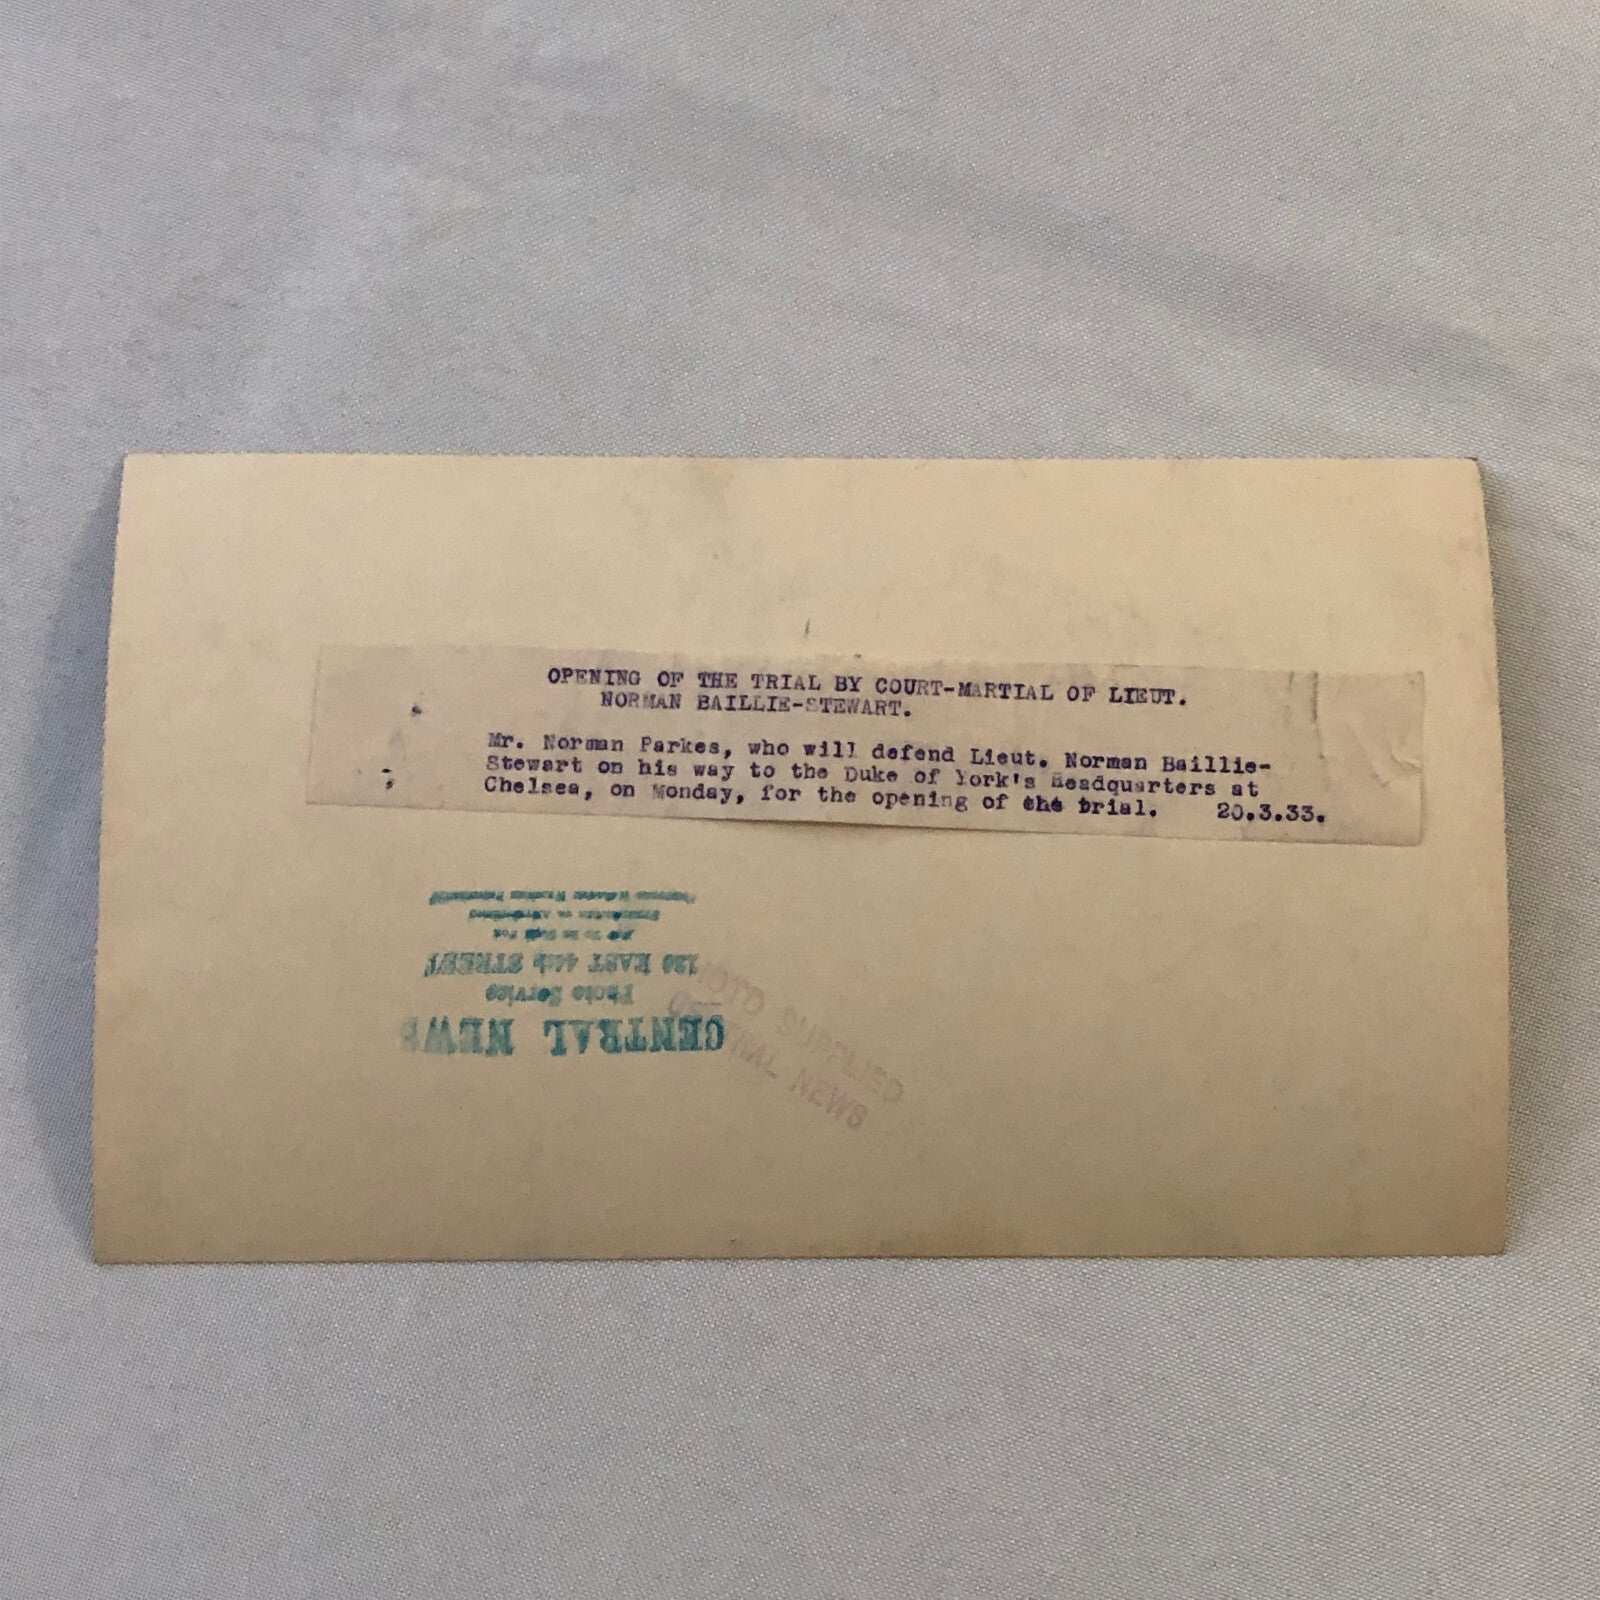 OPENING OF THE TRIAL BY COURT-MARTIAL OF LIEUT.
NORMAN BAILLIE-STEWART.
Mr. Norman Parkes, who will defend Lieut. Norman Baillie-
Stewart on his way to the Duke of York's Headquarters at
Chelsea, on Monday, for the opening of the trial. 20.3.33.
CENTRAL NEWS
Photo Service
EAST STREET
PHOTO SUPPLIED
CENTRAL NEWS